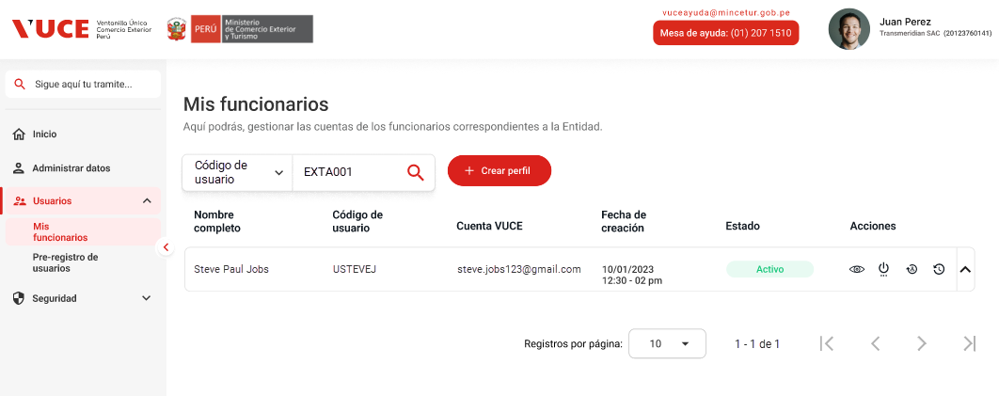 VUCE
Ventanilla Única
Comercio Exterior
Perú
PERÚ
Ministerio
de Comercio Exterior
y Turismo
vuceayuda@mincetur.gob.pe
Mesa de ayuda: (01) 207 1510
Juan Perez
Transmeridian SAC (20123760141)
Sigue aquí tu tramite...
Inicio
Administrar datos
Usuarios
Mis
funcionarios
Pre-registro de
usuarios
Seguridad
Mis funcionarios
Aquí podrás, gestionar las cuentas de los funcionarios correspondientes a la Entidad.
Código de
usuario
EXTA001
+ Crear perfil
Nombre
completo
Código de
usuario
Cuenta VUCE
Fecha de
creación
Estado
Acciones
Steve Paul Jobs
USTEVEJ
steve.jobs123@gmail.com
10/01/2023
12:30 - 02 pm
Activo
Registros por página:
10
1 - 1 de 1